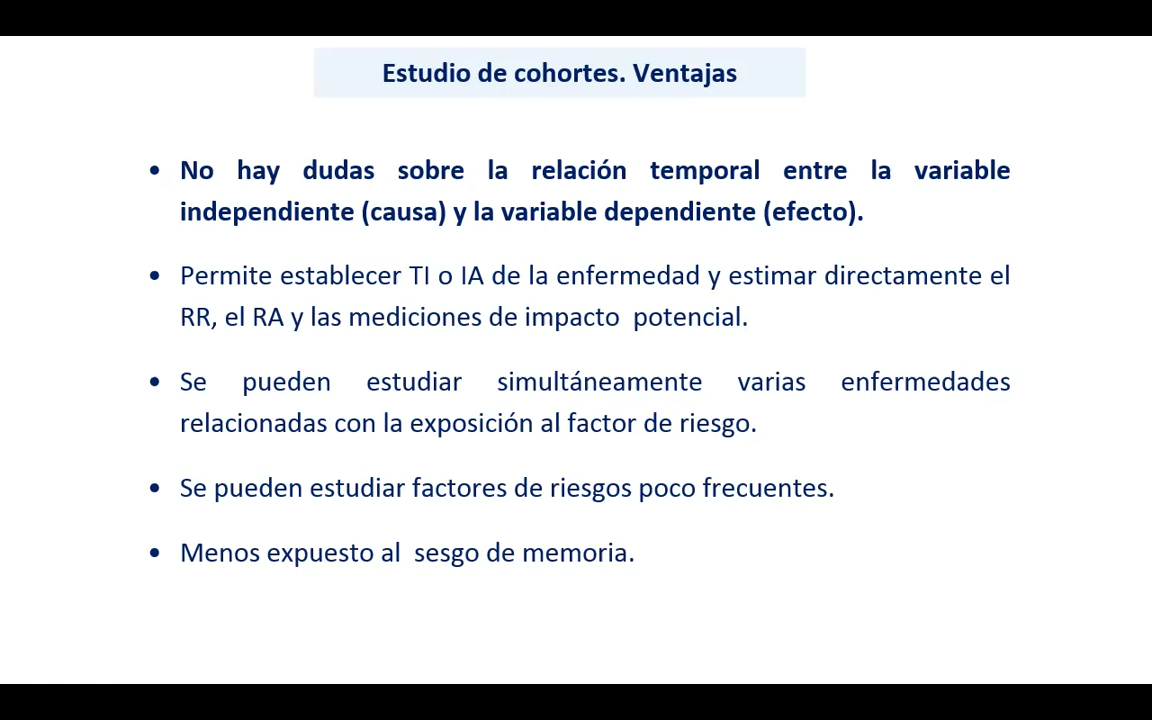 Estudio de cohortes. Ventajas
• No hay dudas sobre la relación temporal entre la variable
independiente (causa) y la variable dependiente (efecto).
• Permite establecer TI o IA de la enfermedad y estimar directamente el
RR, el RA y las mediciones de impacto  potencial.
• Se pueden estudiar simultáneamente varias enfermedades
relacionadas con la exposición al factor de riesgo.
• Se pueden estudiar factores de riesgos poco frecuentes.
• Menos expuesto al  sesgo de memoria.